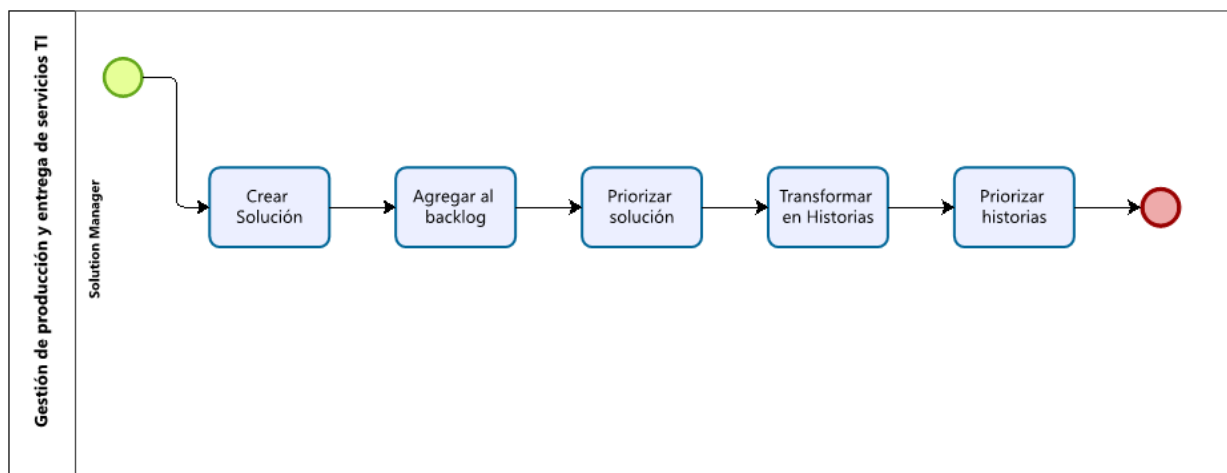 Gestión de producción y entrega de servicios TI
Solution Manager
Crear
Solución
Agregar al
backlog
Priorizar
solución
Transformar
en Historias
Priorizar
historias